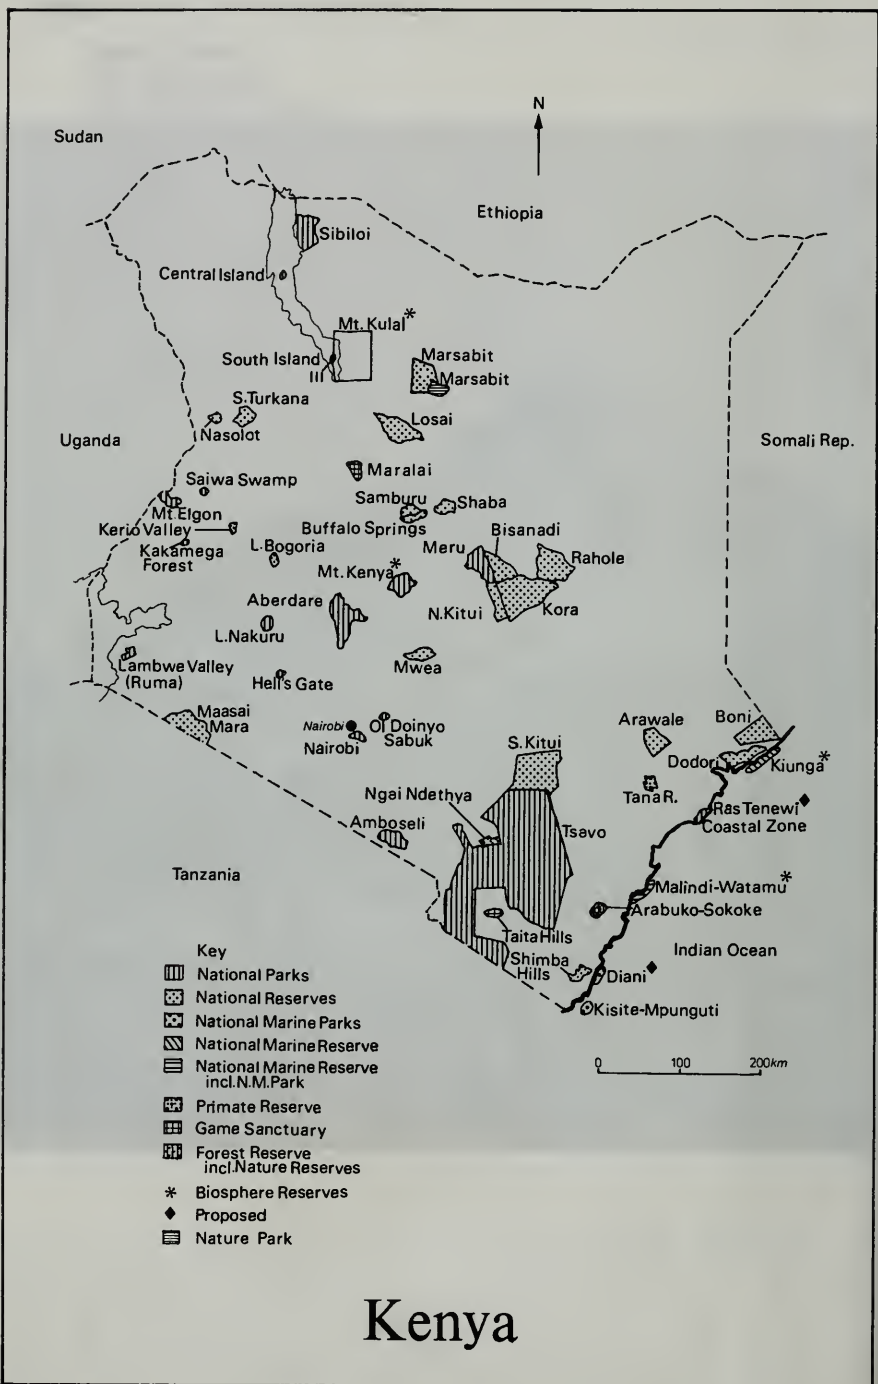 N
Sudan
Ethiopia
Sibiloi
Central Island
Mt. Kulal*
South Island
III
Marsabit
Marsabit
S.Turkana
Losai
Nasolot
Uganda
Somali Rep.
Maralai
Saiwa Swamp
Samburu
Shaba
Mt.Elgon
Kerio Valley
Buffalo Springs
Bisanadi
Kakamega
Forest
L.Bogoria
Meru
Rahole
Mt.Kenya*
Aberdare
N.Kitui
Kora
L.Nakuru
Mwea
Lambwe Valley
(Ruma)
Hell's Gate
Maasai
Mara
Nairobi
Nairobi
Ol Doinyo
Sabuk
Arawale
Boni
S.Kitui
Dodori
Kiunga*
Ngai Ndethya
Tana R.
Ras Tenewi
Coastal Zone
Amboseli
Tsavo
Tanzania
Malindi-Watamu*
Arabuko-Sokoke
Taita Hills
Indian Ocean
Shimba
Hills
Diani
Kisite-Mpunguti
0 100 200km
Key
National Parks
National Reserves
National Marine Parks
National Marine Reserve
National Marine Reserve
incl.N.M.Park
Primate Reserve
Game Sanctuary
Forest Reserve
incl.Nature Reserves
* Biosphere Reserves
◆ Proposed
Nature Park
Kenya